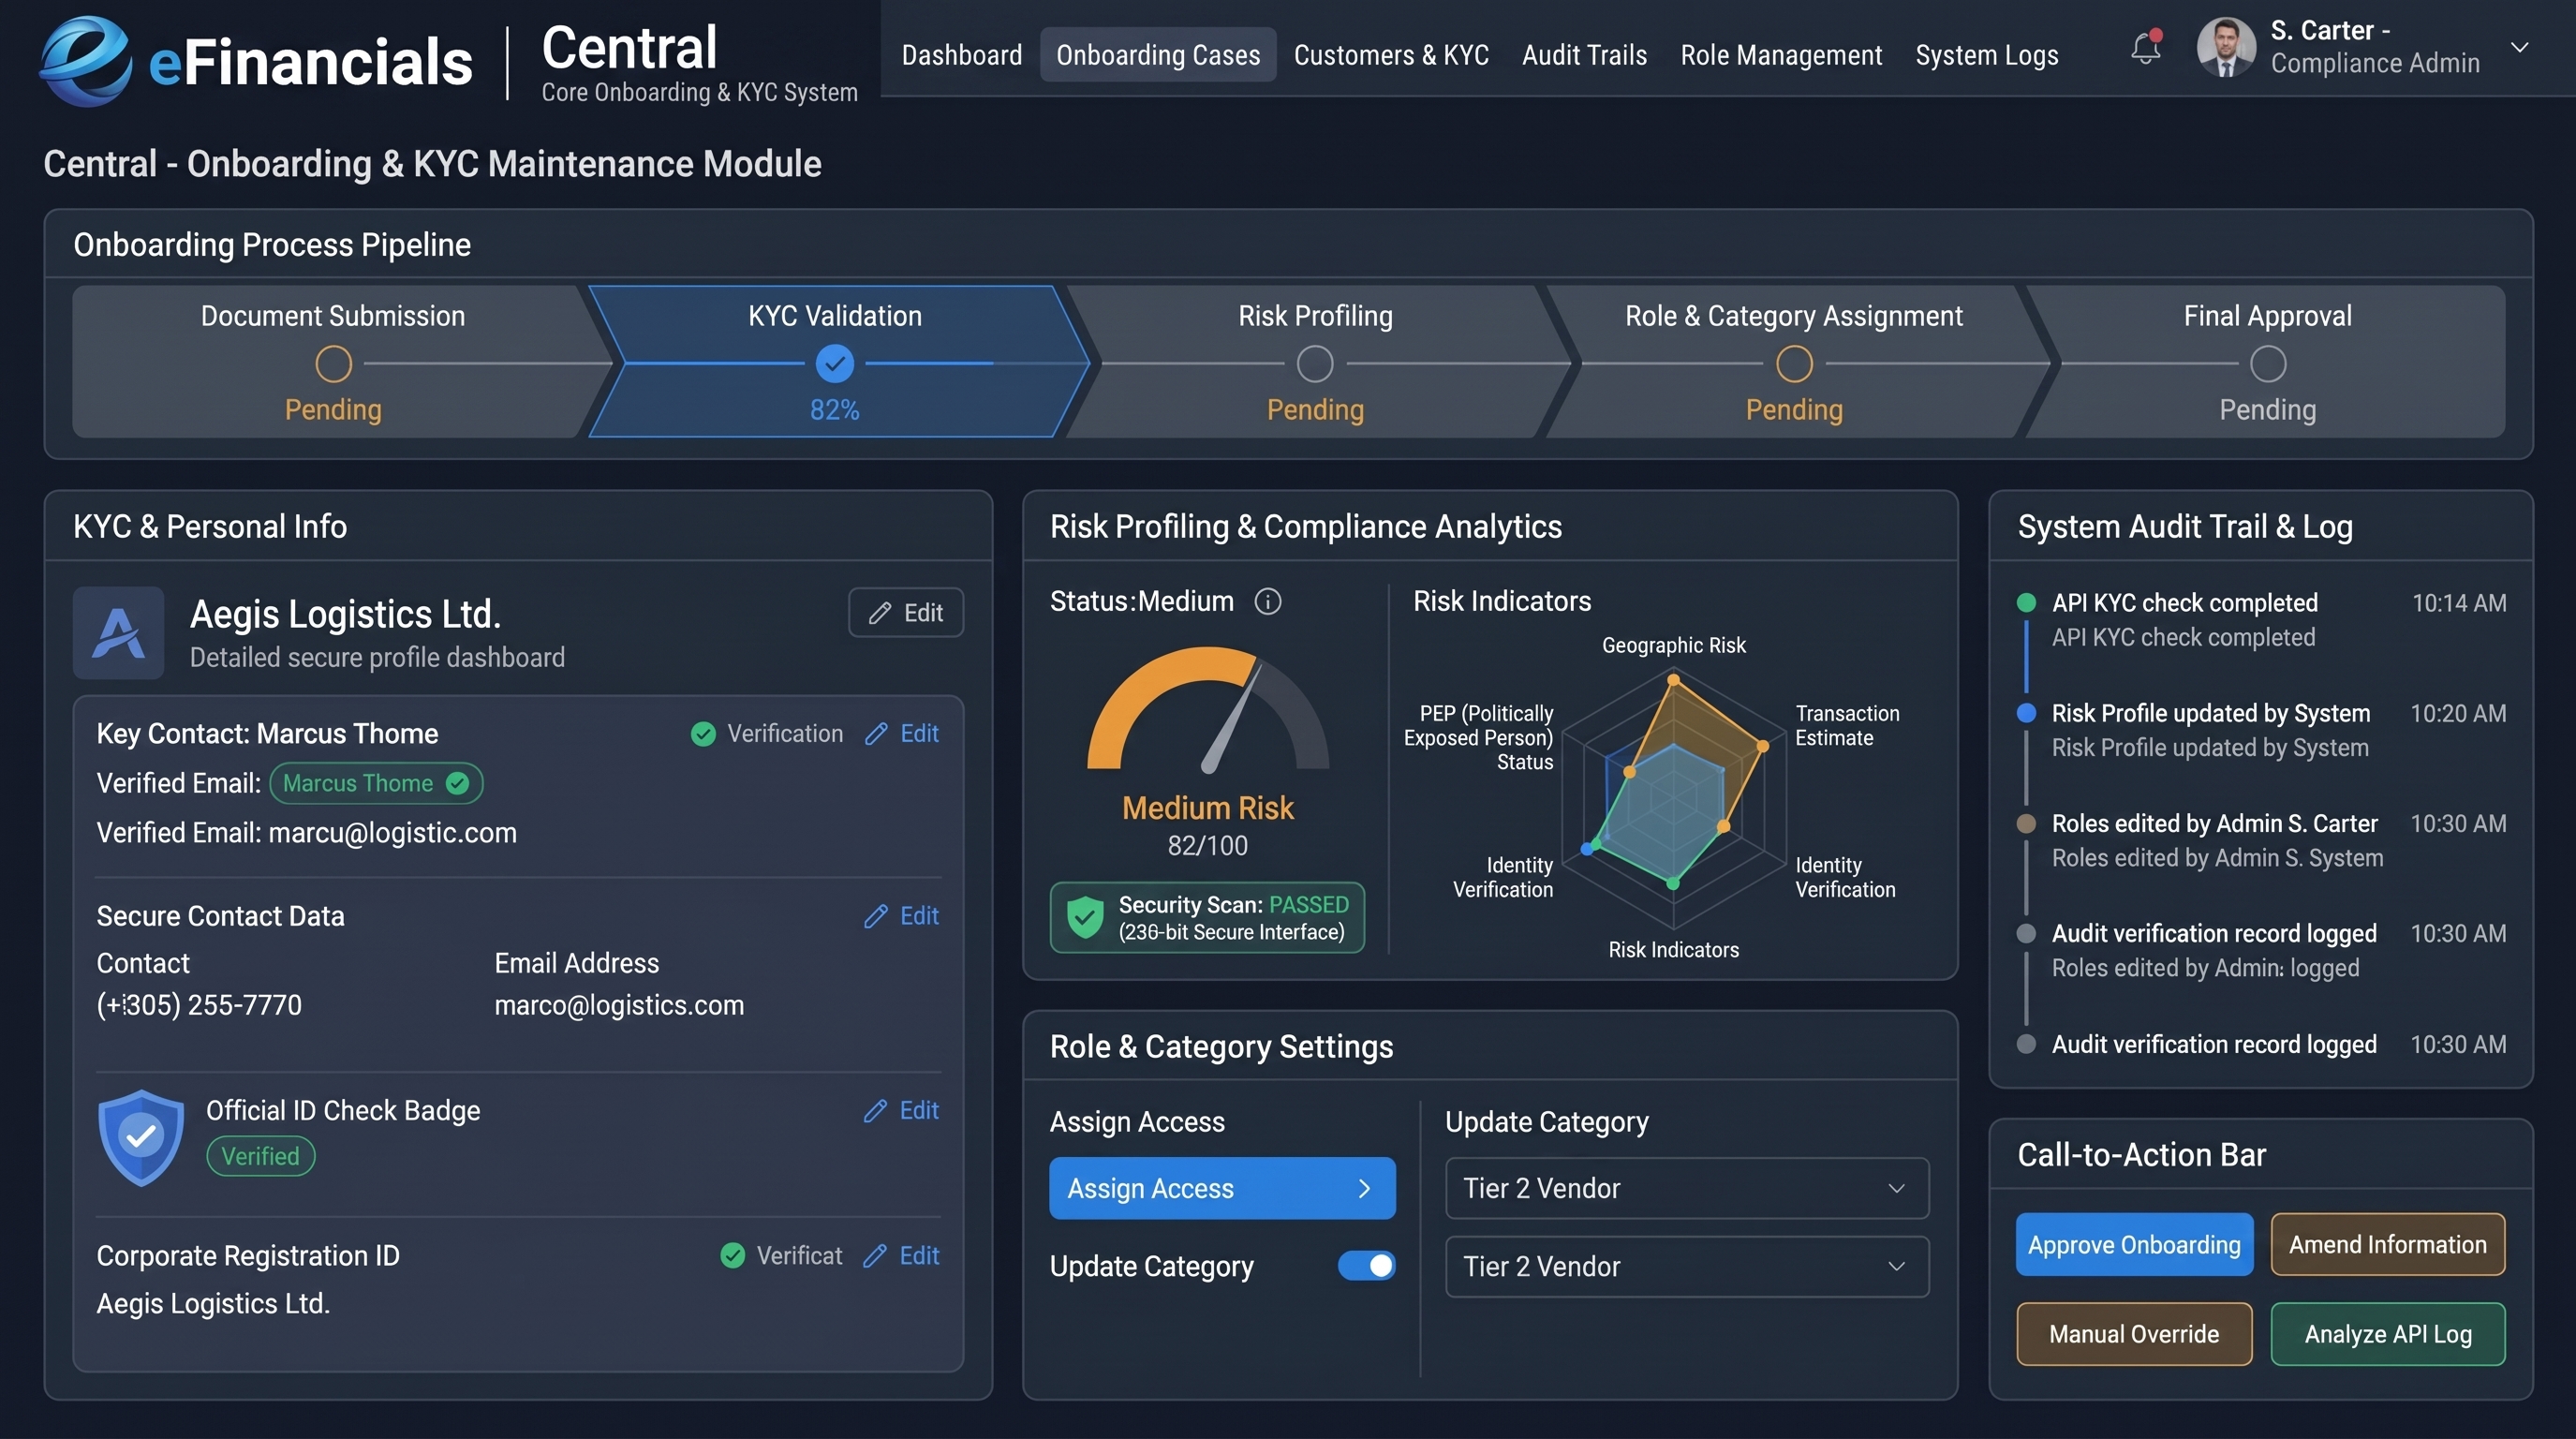 eFinancials
Central
Core Onboarding & KYC System
Dashboard
Onboarding Cases
Customers & KYC
Audit Trails
Role Management
System Logs
S. Carter -
Compliance Admin
Central - Onboarding & KYC Maintenance Module
Onboarding Process Pipeline
Document Submission
Pending
KYC Validation
82%
Risk Profiling
Pending
Role & Category Assignment
Pending
Final Approval
Pending
KYC & Personal Info
Aegis Logistics Ltd.
Detailed secure profile dashboard
Edit
Key Contact: Marcus Thome
Verification
Edit
Verified Email: Marcus Thome
Verified Email: marcu@logistic.com
Secure Contact Data
Edit
Contact
(+305) 255-7770
Email Address
marco@logistics.com
Official ID Check Badge
Verified
Edit
Corporate Registration ID
Verificat
Edit
Aegis Logistics Ltd.
Risk Profiling & Compliance Analytics
Status:Medium
Medium Risk
82/100
Security Scan: PASSED
(236-bit Secure Interface)
Risk Indicators
Geographic Risk
PEP (Politically
Exposed Person)
Status
Transaction
Estimate
Identity
Verification
Identity
Verification
Risk Indicators
Role & Category Settings
Assign Access
Assign Access
Update Category
Update Category
Tier 2 Vendor
Tier 2 Vendor
System Audit Trail & Log
API KYC check completed 10:14 AM
API KYC check completed
Risk Profile updated by System 10:20 AM
Risk Profile updated by System
Roles edited by Admin S. Carter 10:30 AM
Roles edited by Admin S. System
Audit verification record logged 10:30 AM
Roles edited by Admin: logged
Audit verification record logged 10:30 AM
Call-to-Action Bar
Approve Onboarding
Amend Information
Manual Override
Analyze API Log